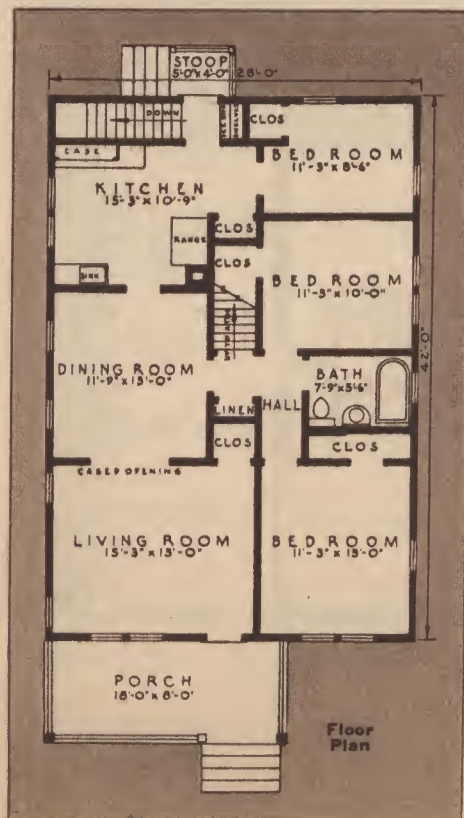 STOOP
5'-0" X 4'-0"
28'-0"
DOWN
CLOS
CASE
BED ROOM
11'-3" X 8'-6"
KITCHEN
15'-3" X 10'-9"
CLOS
RANGE
CLOS
BED ROOM
11'-3" X 10'-0"
SINK
42'-0"
DINING ROOM
11'-9" X 13'-0"
BATH
7'-9" X 5'-6"
HALL
LINEN
CLOS
CLOS
CASED OPENING
LIVING ROOM
15'-3" X 13'-0"
BED ROOM
11'-3" X 13'-0"
PORCH
18'-0" X 8'-0"
Floor
Plan